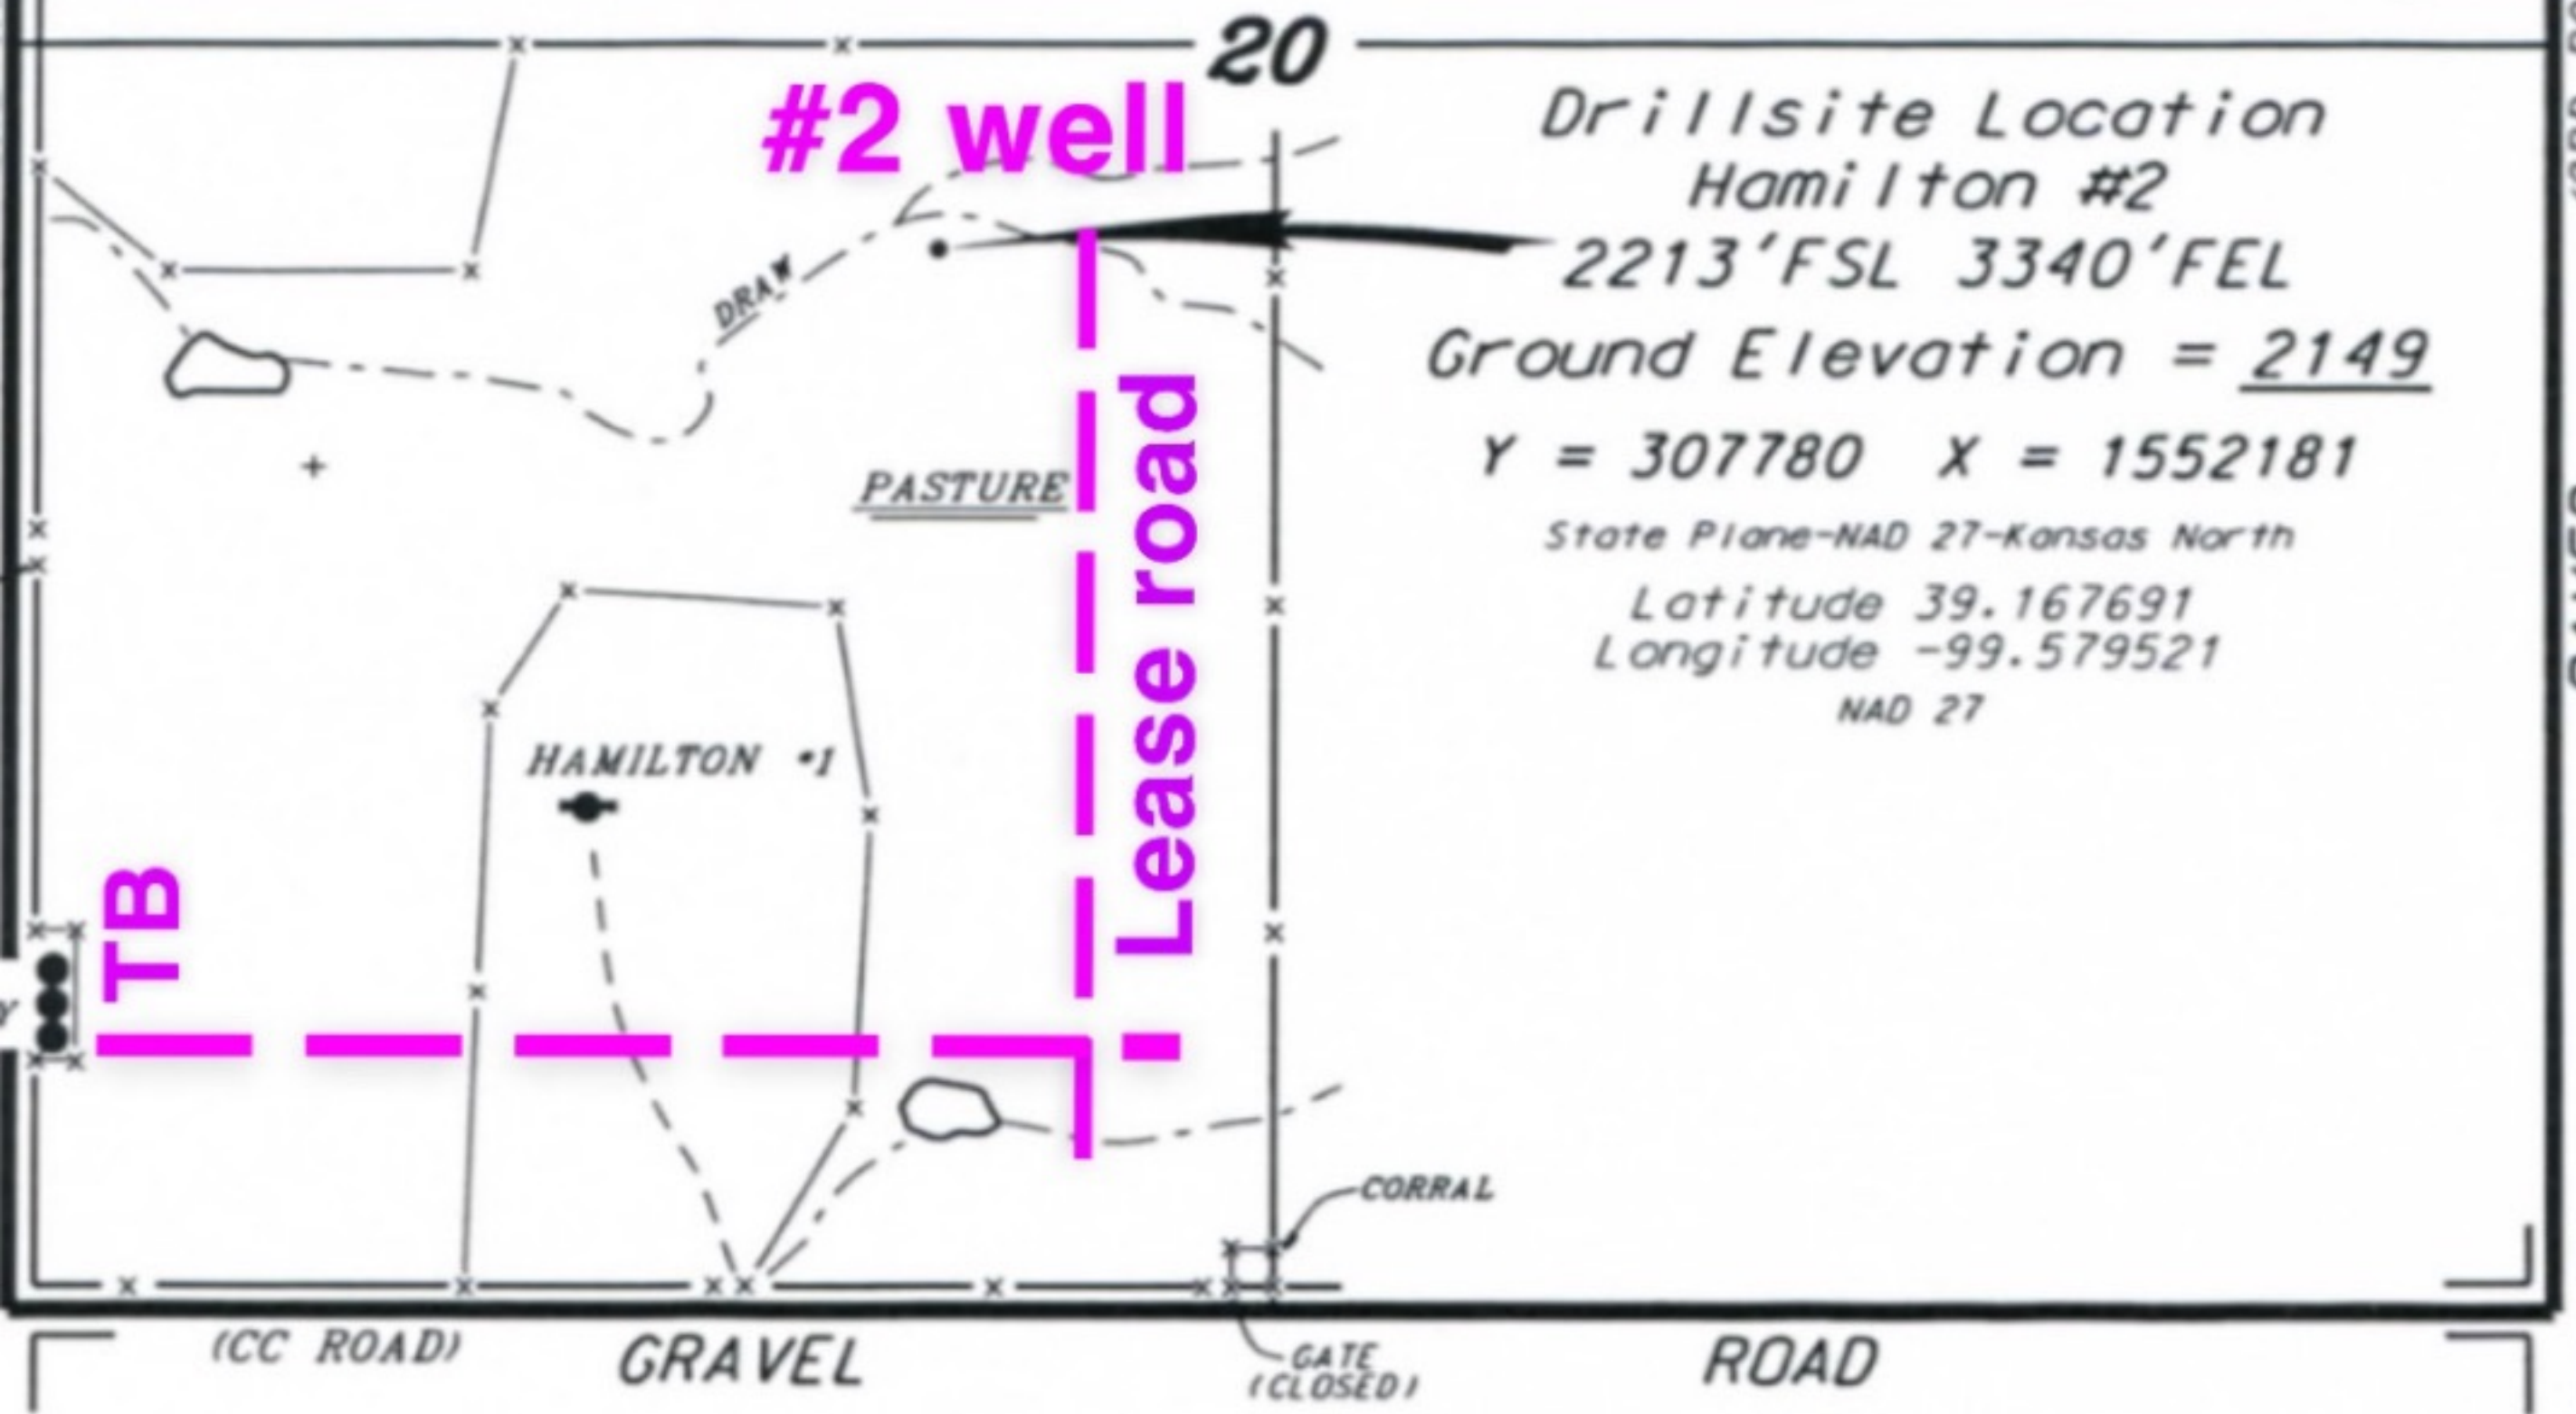 20
#2 well
Drillsite Location
Hamilton #2
2213'FSL 3340'FEL
Ground Elevation = 2149
Y = 307780 X = 1552181
State Plane-NAD 27-Kansas North
Latitude 39.167691
Longitude -99.579521
NAD 27
DRAW
PASTURE
Lease road
HAMILTON #1
TB
CORRAL
(CC ROAD)
GRAVEL
ROAD
GATE
(CLOSED)